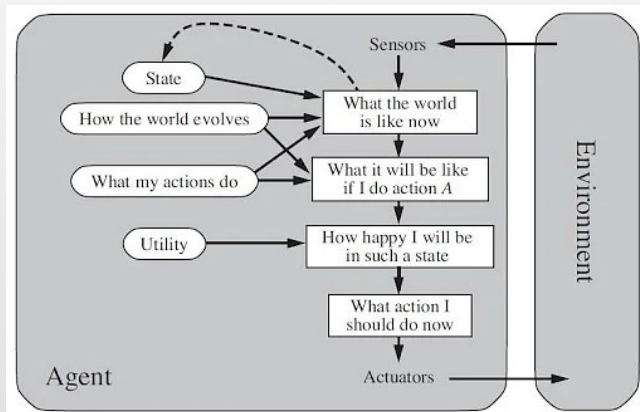 Sensors
State
What the world
is like now
How the world evolves
What it will be like
if I do action A
What my actions do
Utility
How happy I will be
in such a state
What action I
should do now
Agent
Actuators
Environment